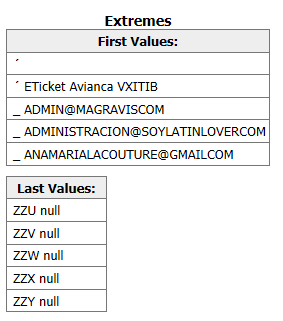 Extremes
First Values:
´
´ ETicket Avianca VXITIB
_ ADMIN@MAGRAVISCOM
_ ADMINISTRACION@SOYLATINLOVERCOM
_ ANAMARIALACOUTURE@GMAILCOM
Last Values:
ZZU null
ZZV null
ZZW null
ZZX null
ZZY null